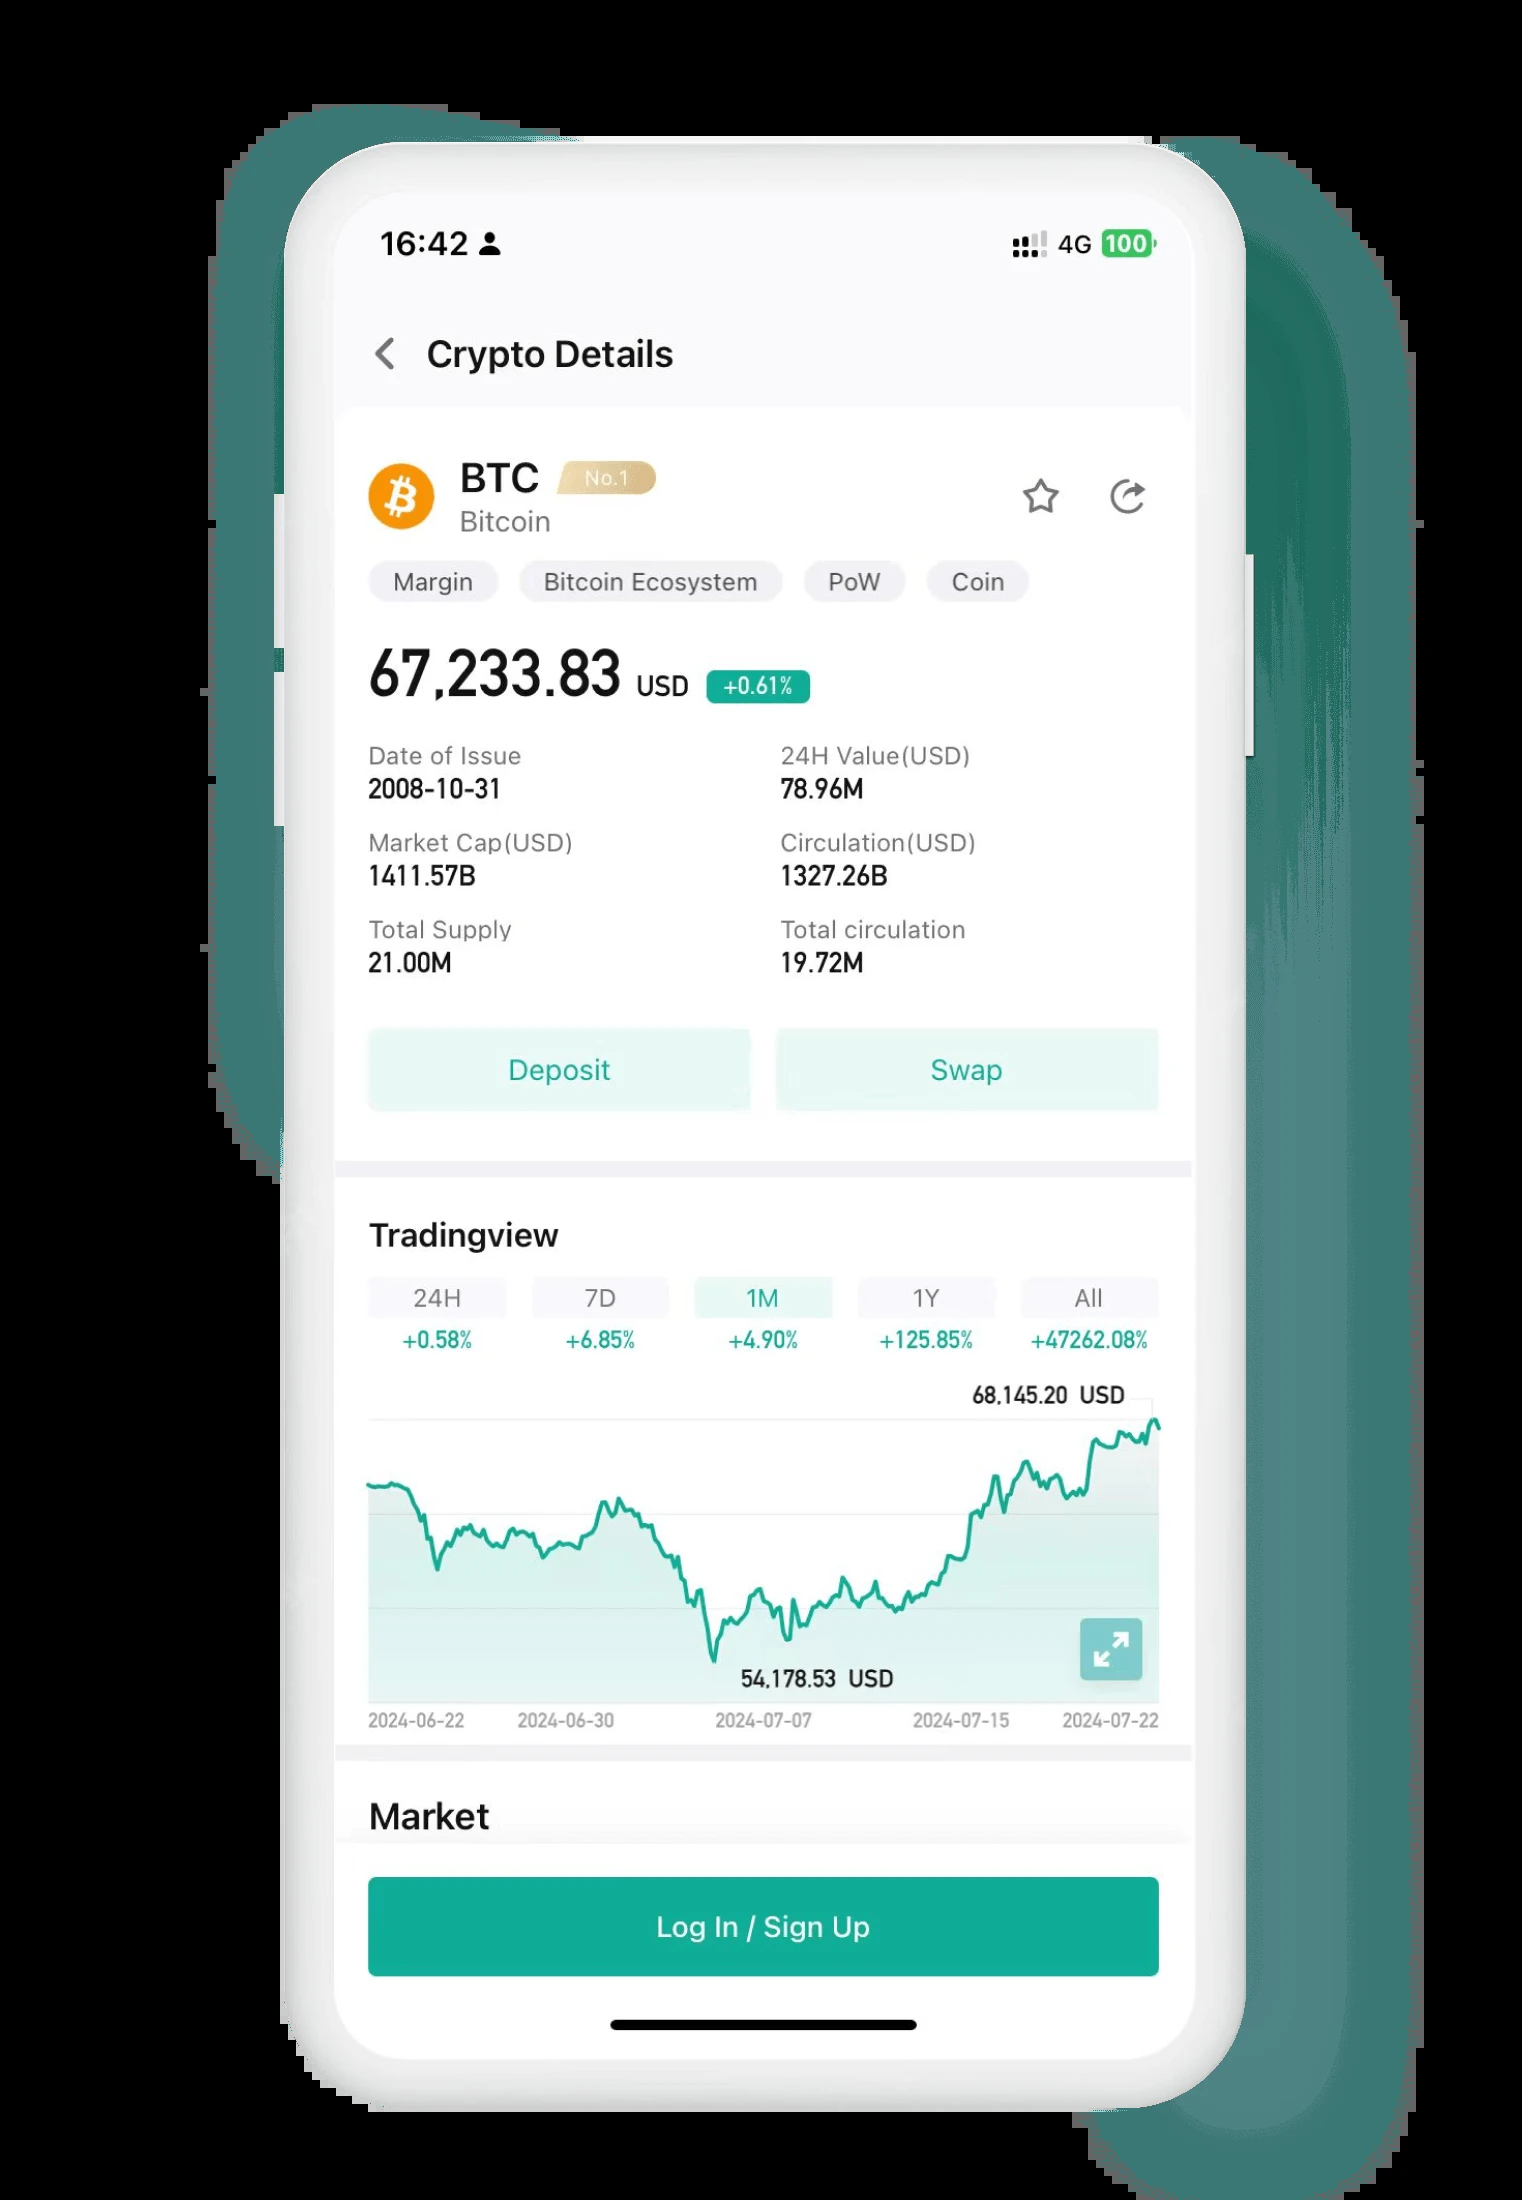 16:42
4G 100
Crypto Details
BTC No.1
Bitcoin
Margin Bitcoin Ecosystem PoW Coin
67,233.83 USD +0.61%
Date of Issue 24H Value(USD)
2008-10-31 78.96M
Market Cap(USD) Circulation(USD)
1411.57B 1327.26B
Total Supply Total circulation
21.00M 19.72M
Deposit Swap
Tradingview
24H 7D 1M 1Y All
+0.58% +6.85% +4.90% +125.85% +47262.08%
68,145.20 USD
54,178.53 USD
2024-06-22 2024-06-30 2024-07-07 2024-07-15 2024-07-22
Market
Log In / Sign Up